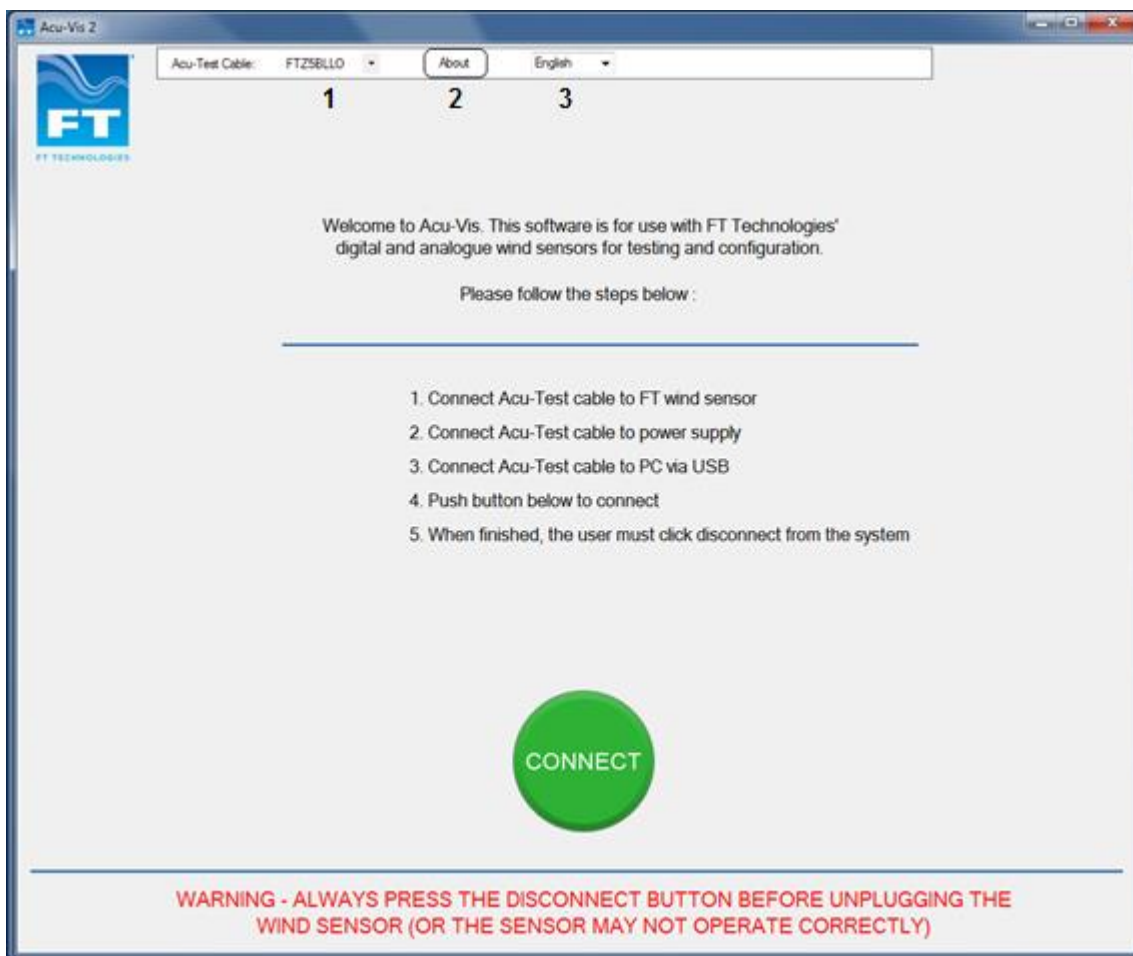 Acu-Vis 2
Acu-Test Cable: FTZ5BLLO About English
1 2 3
FT
FT TECHNOLOGIES
Welcome to Acu-Vis. This software is for use with FT Technologies'
digital and analogue wind sensors for testing and configuration.
Please follow the steps below :
1. Connect Acu-Test cable to FT wind sensor
2. Connect Acu-Test cable to power supply
3. Connect Acu-Test cable to PC via USB
4. Push button below to connect
5. When finished, the user must click disconnect from the system
CONNECT
WARNING - ALWAYS PRESS THE DISCONNECT BUTTON BEFORE UNPLUGGING THE
WIND SENSOR (OR THE SENSOR MAY NOT OPERATE CORRECTLY)